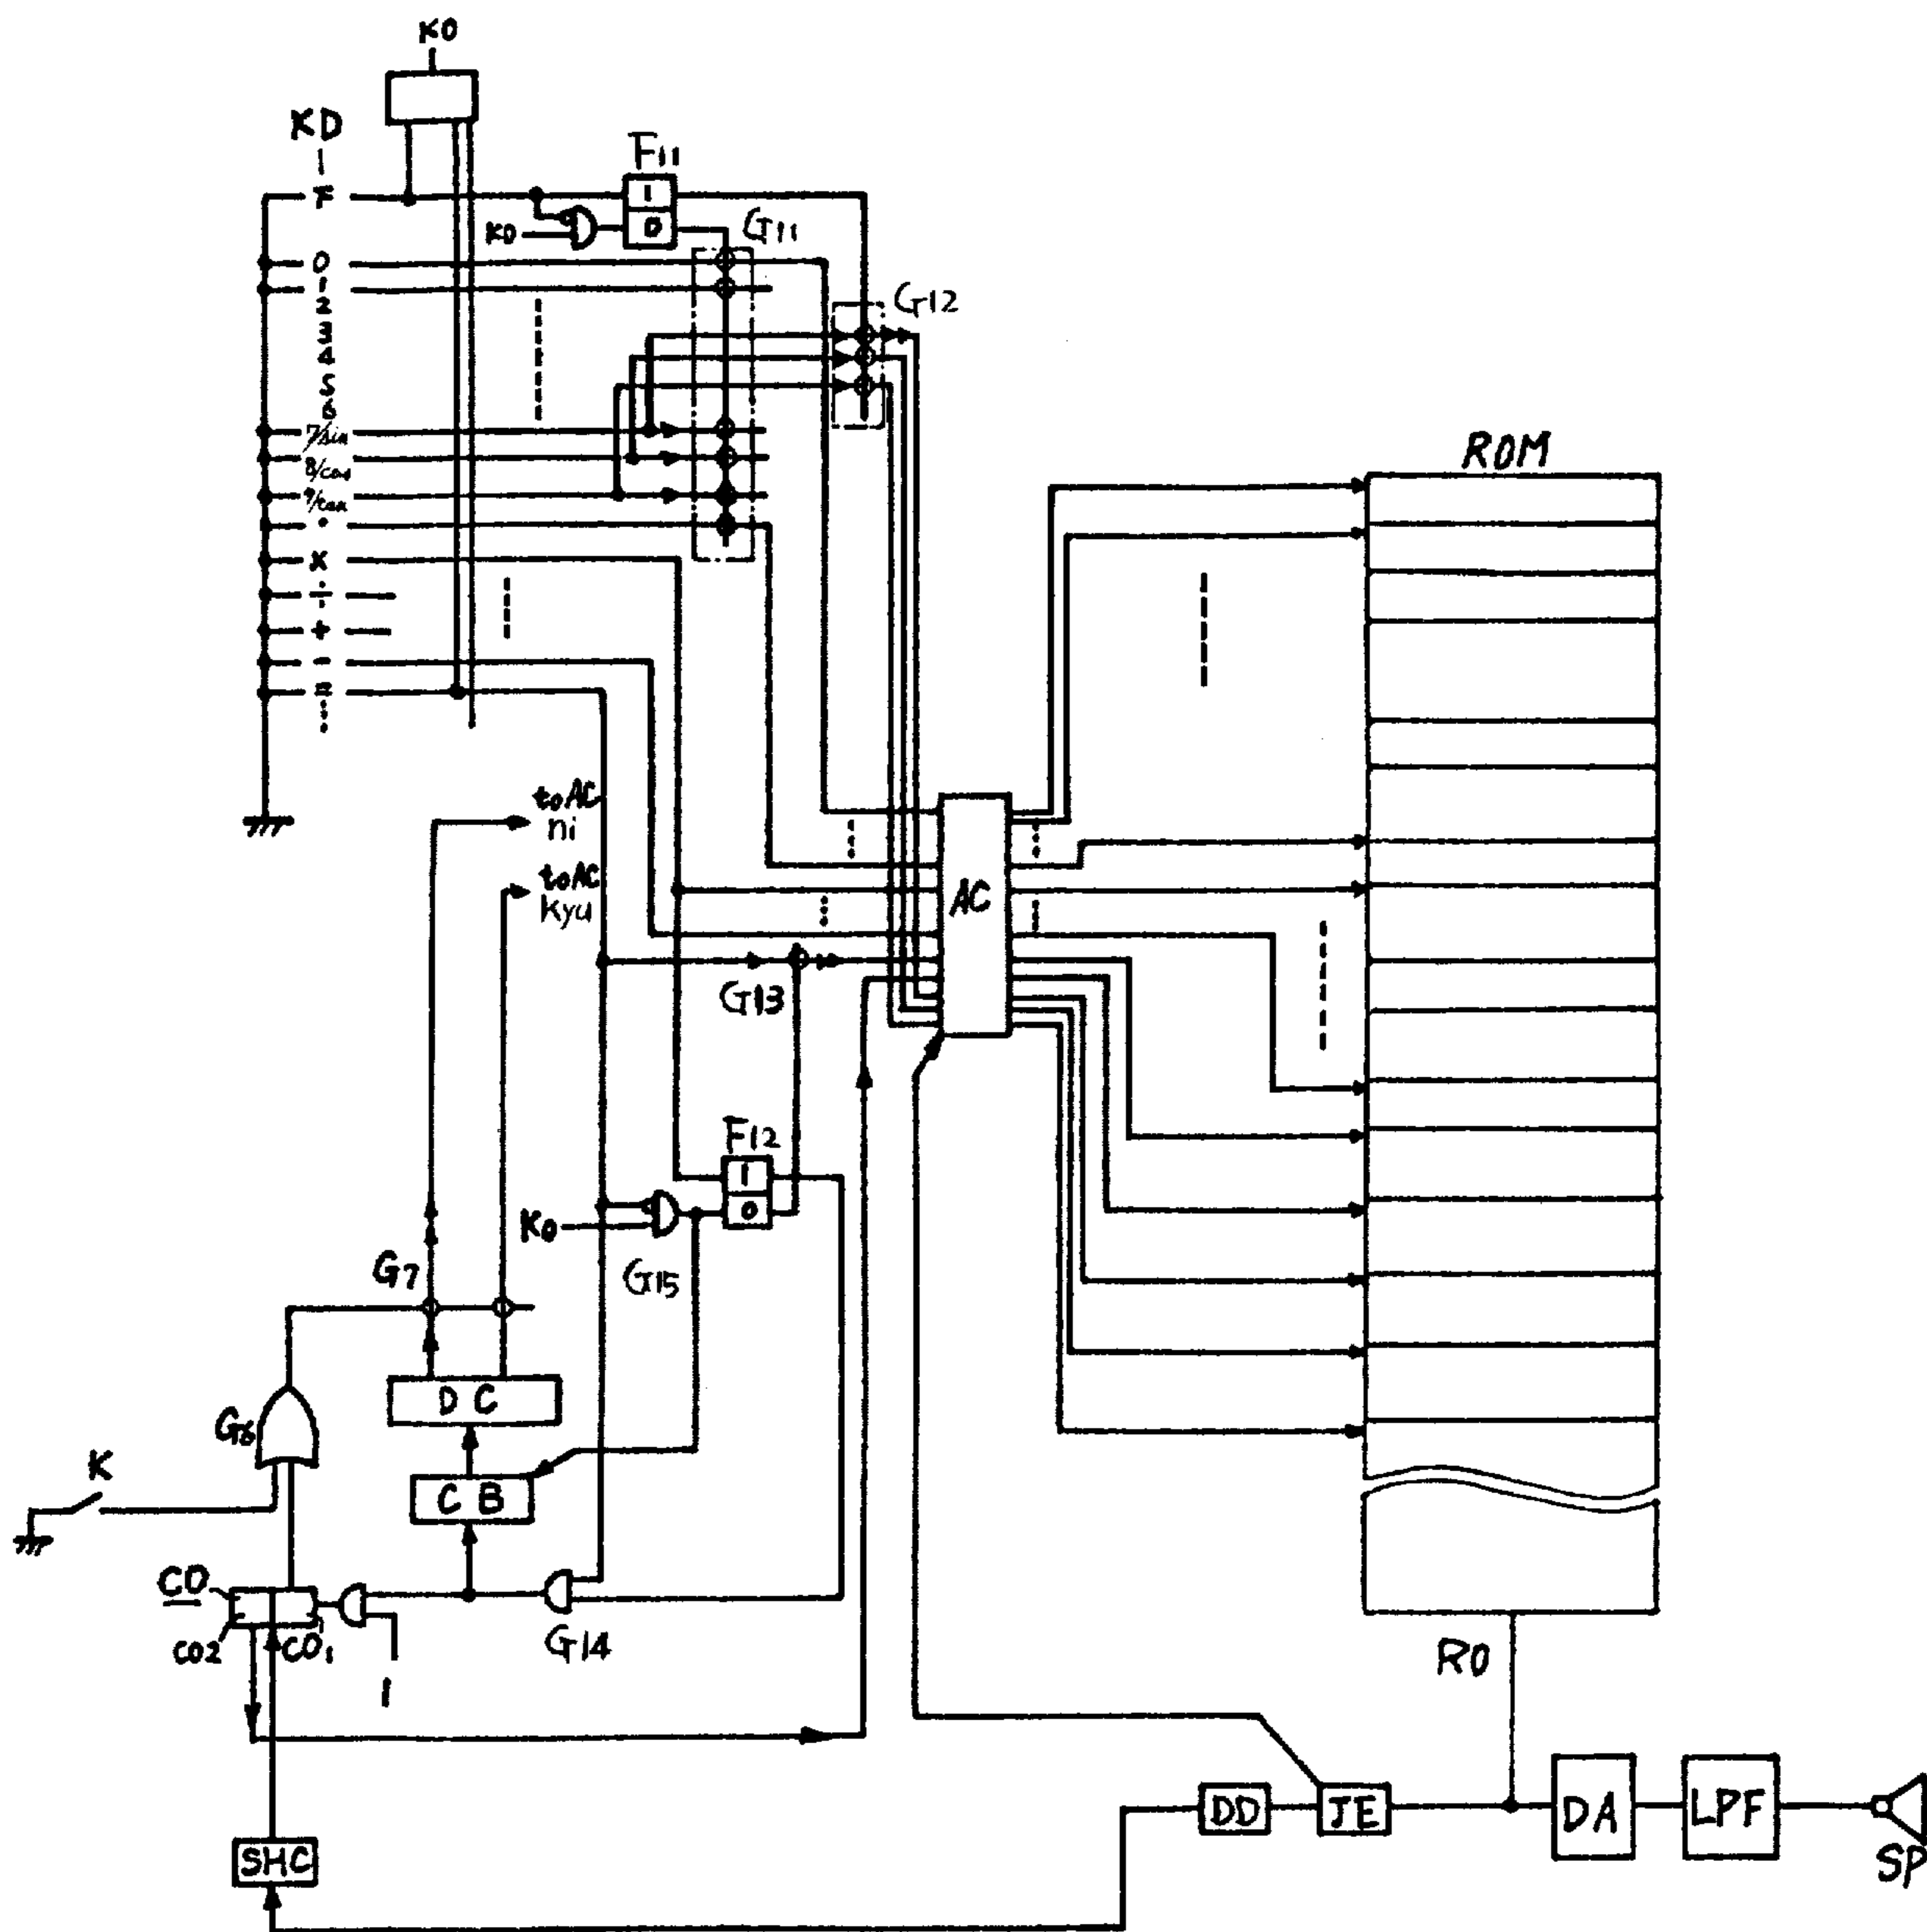 KO
KD
F
F11
1
0
KO
G11
0
1
2
3
4
5
6
7/sin
8/cos
9/tan
·
×
÷
+
-
=
G12
ROM
to AC
ni
to AC
kyu
AC
G13
F12
1
0
KO
G15
G7
DC
G8
K
CB
CO
CO2
CO1
1
G14
RO
SHC
DD
JE
DA
LPF
SP